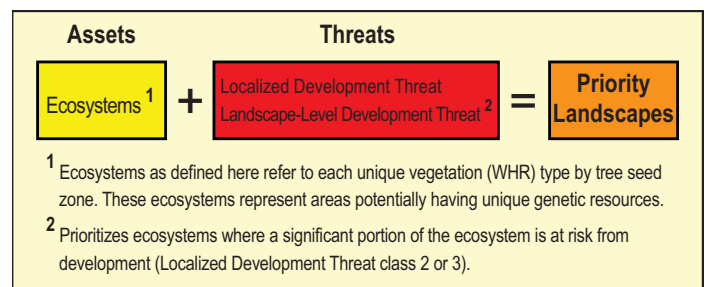 Assets Threats
Ecosystems 1 + Localized Development Threat
Landscape-Level Development Threat 2 = Priority
Landscapes
1 Ecosystems as defined here refer to each unique vegetation (WHR) type by tree seed
zone. These ecosystems represent areas potentially having unique genetic resources.
2 Prioritizes ecosystems where a significant portion of the ecosystem is at risk from
development (Localized Development Threat class 2 or 3).